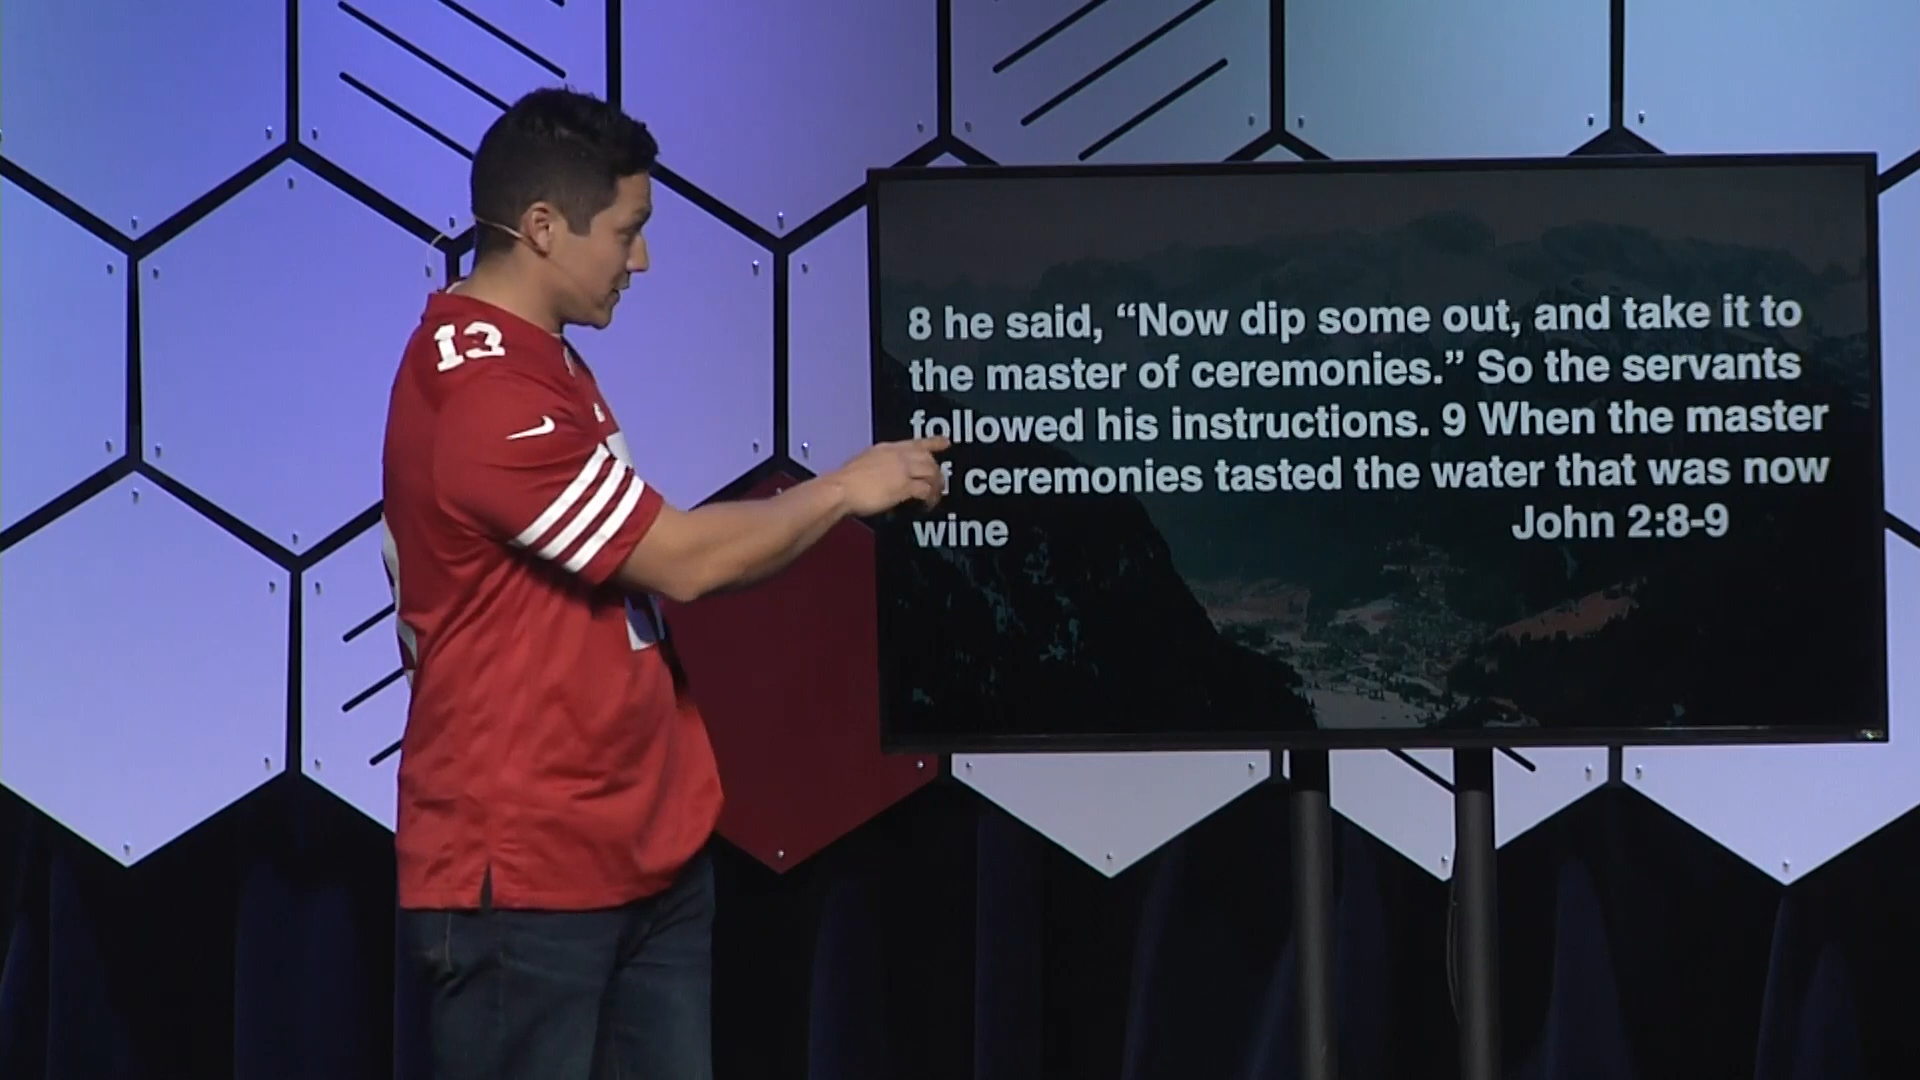 13
8 he said, “Now dip some out, and take it to
the master of ceremonies.” So the servants
followed his instructions. 9 When the master
ceremonies tasted the water that was now
wine
John 2:8-9